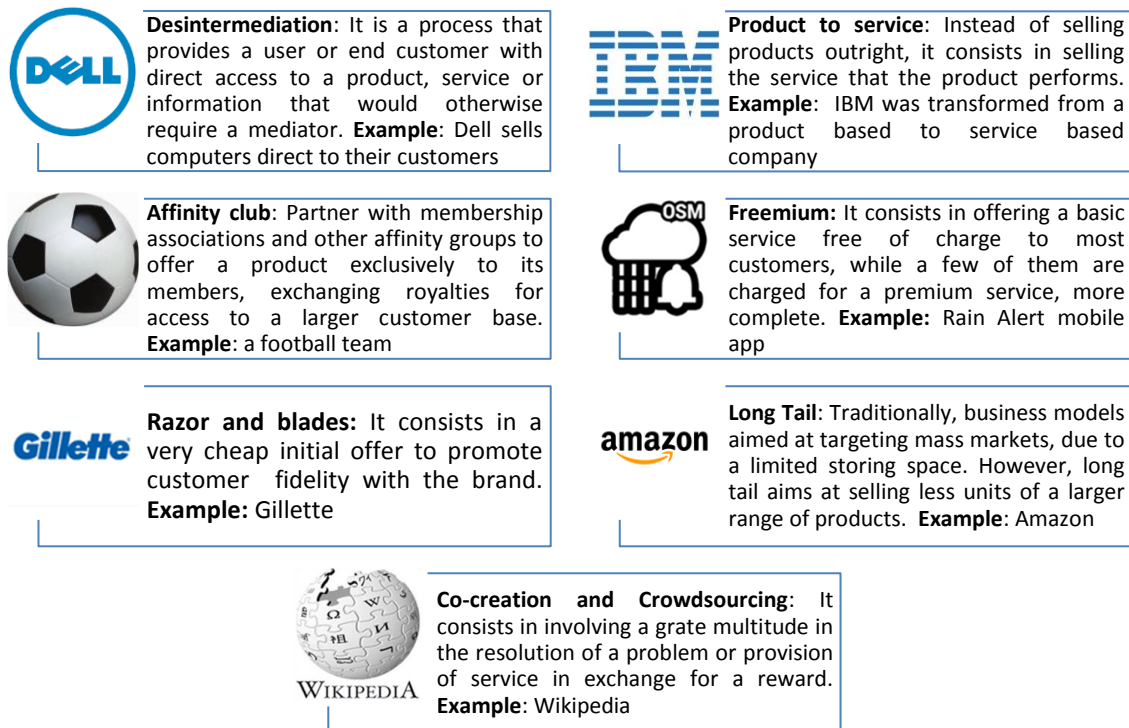 DELL
Desintermediation: It is a process that
provides a user or end customer with
direct access to a product, service or
information that would otherwise
require a mediator. Example: Dell sells
computers direct to their customers
IBM
Product to service: Instead of selling
products outright, it consists in selling
the service that the product performs.
Example: IBM was transformed from a
product based to service based
company
Affinity club: Partner with membership
associations and other affinity groups to
offer a product exclusively to its
members, exchanging royalties for
access to a larger customer base.
Example: a football team
OSM
Freemium: It consists in offering a basic
service free of charge to most
customers, while a few of them are
charged for a premium service, more
complete. Example: Rain Alert mobile
app
Gillette
Razor and blades: It consists in a
very cheap initial offer to promote
customer fidelity with the brand.
Example: Gillette
amazon
Long Tail: Traditionally, business models
aimed at targeting mass markets, due to
a limited storing space. However, long
tail aims at selling less units of a larger
range of products. Example: Amazon
Ω W
И
祖
WIKIPEDIA
Co-creation and Crowdsourcing: It
consists in involving a grate multitude in
the resolution of a problem or provision
of service in exchange for a reward.
Example: Wikipedia